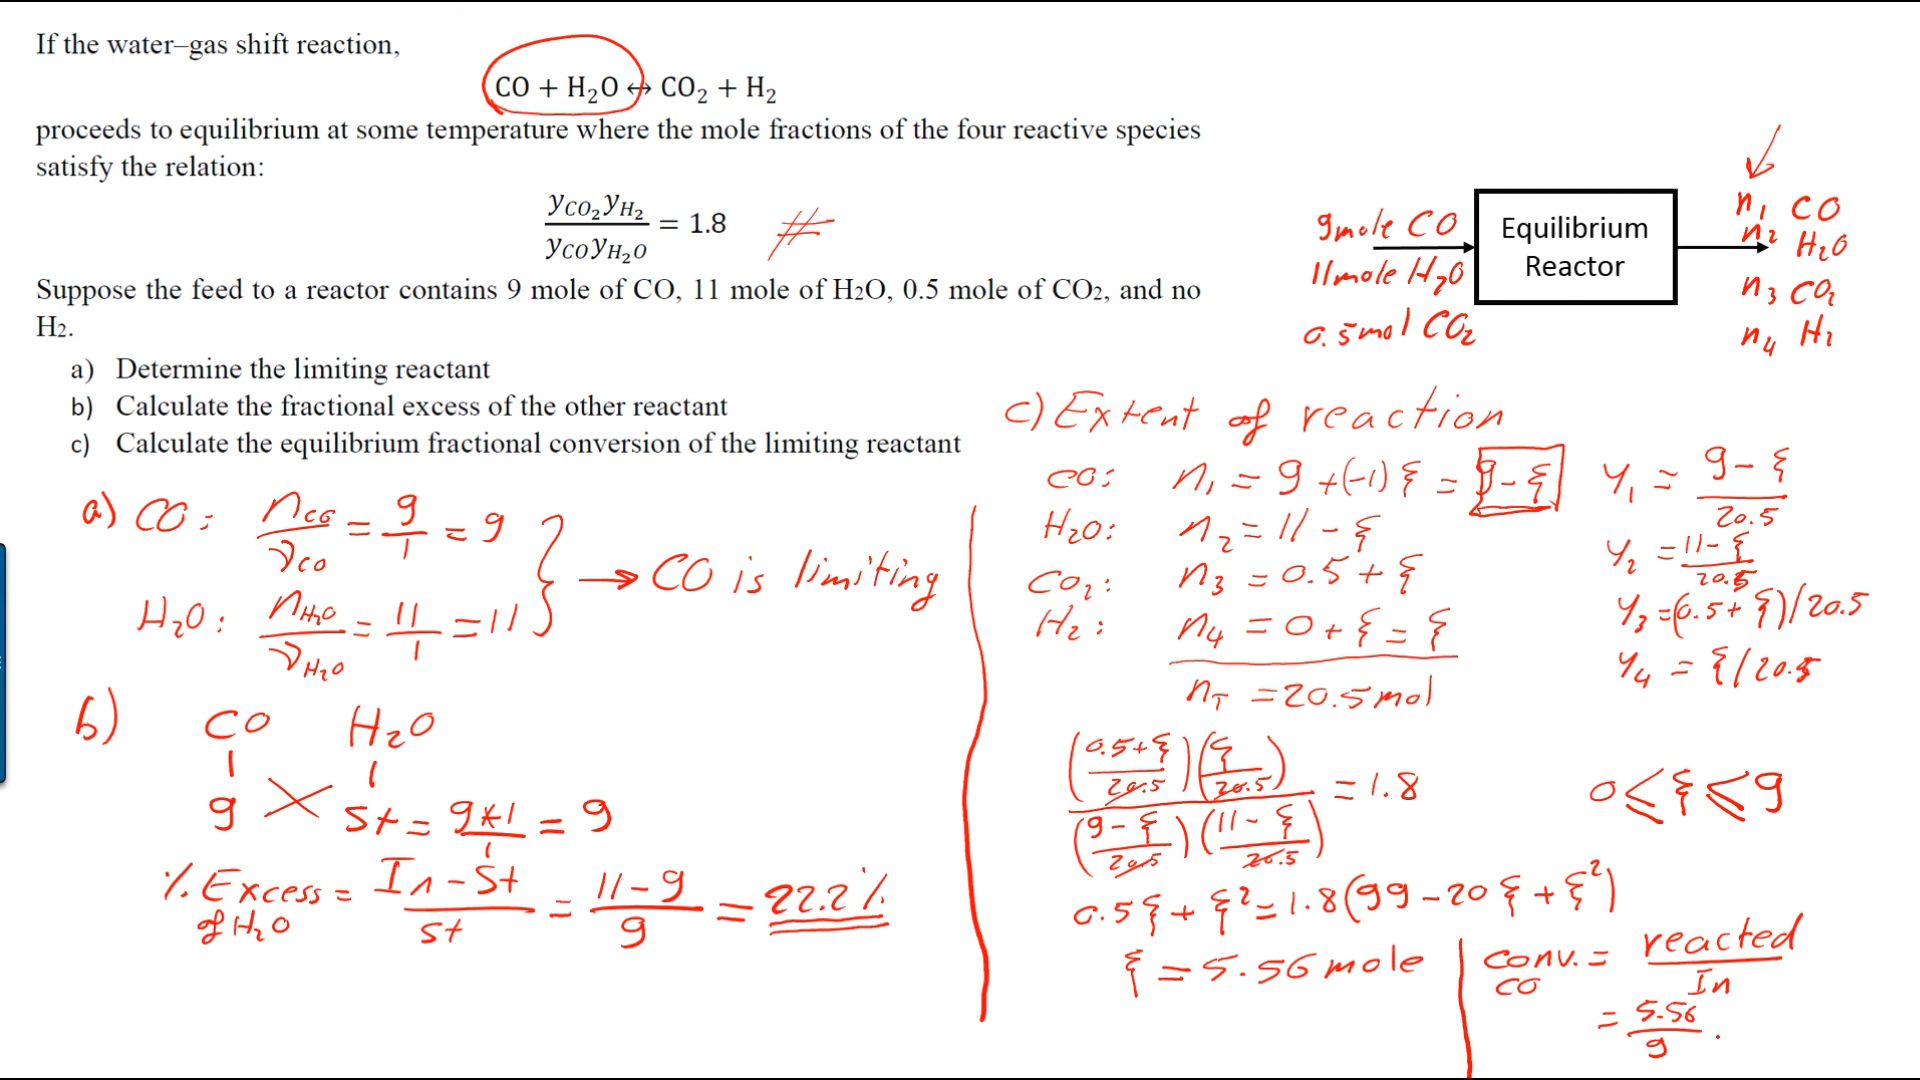 If the water–gas shift reaction,
CO + H₂O ↔ CO₂ + H₂
proceeds to equilibrium at some temperature where the mole fractions of the four reactive species
satisfy the relation:
y_CO₂ y_H₂ / y_CO y_H₂O = 1.8
Suppose the feed to a reactor contains 9 mole of CO, 11 mole of H2O, 0.5 mole of CO2, and no
H2.
a) Determine the limiting reactant
b) Calculate the fractional excess of the other reactant
c) Calculate the equilibrium fractional conversion of the limiting reactant
9mole CO
11mole H₂O
0.5mol CO₂
Equilibrium
Reactor
n₁ CO
n₂ H₂O
n₃ CO₂
n₄ H₂
a) CO: n_CO / ν_CO = 9/1 = 9
H₂O: n_H₂O / ν_H₂O = 11/1 = 11
→ CO is limiting
b) CO H₂O
1 1
9 St = 9*1/1 = 9
% Excess of H₂O = In - St / St = 11-9 / 9 = 22.2%
c) Extent of reaction
CO: n₁ = 9 + (-1) ξ = 9 - ξ
y₁ = 9 - ξ / 20.5
H₂O: n₂ = 11 - ξ
y₂ = 11 - ξ / 20.5
CO₂: n₃ = 0.5 + ξ
y₃ = (0.5 + ξ)/20.5
H₂: n₄ = 0 + ξ = ξ
y₄ = ξ/20.5
n_T = 20.5 mol
(0.5+ξ / 20.5)(ξ / 20.5) / (9-ξ / 20.5)(11-ξ / 20.5) = 1.8
0 ≤ ξ ≤ 9
0.5ξ + ξ² = 1.8(99 - 20ξ + ξ²)
ξ = 5.56 mole
conv. CO = reacted / In
= 5.56 / 9